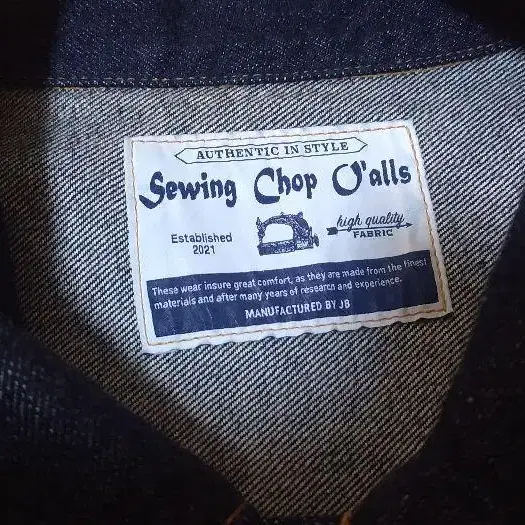 AUTHENTIC IN STYLE
Sewing Chop O'alls
Established
2021
high quality
FABRIC
These wear insure great comfort, as they are made from the finest
materials and after many years of research and experience.
MANUFACTURED BY JB